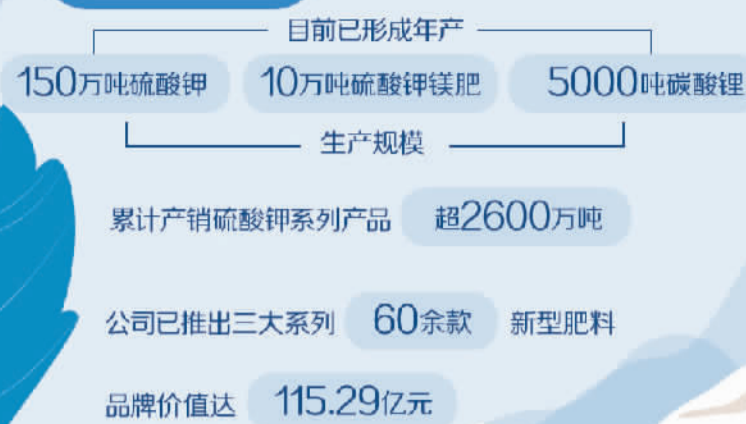 目前已形成年产
150万吨硫酸钾 10万吨硫酸钾镁肥 5000吨碳酸锂
生产规模
累计产销硫酸钾系列产品 超2600万吨
公司已推出三大系列 60余款 新型肥料
品牌价值达 115.29亿元